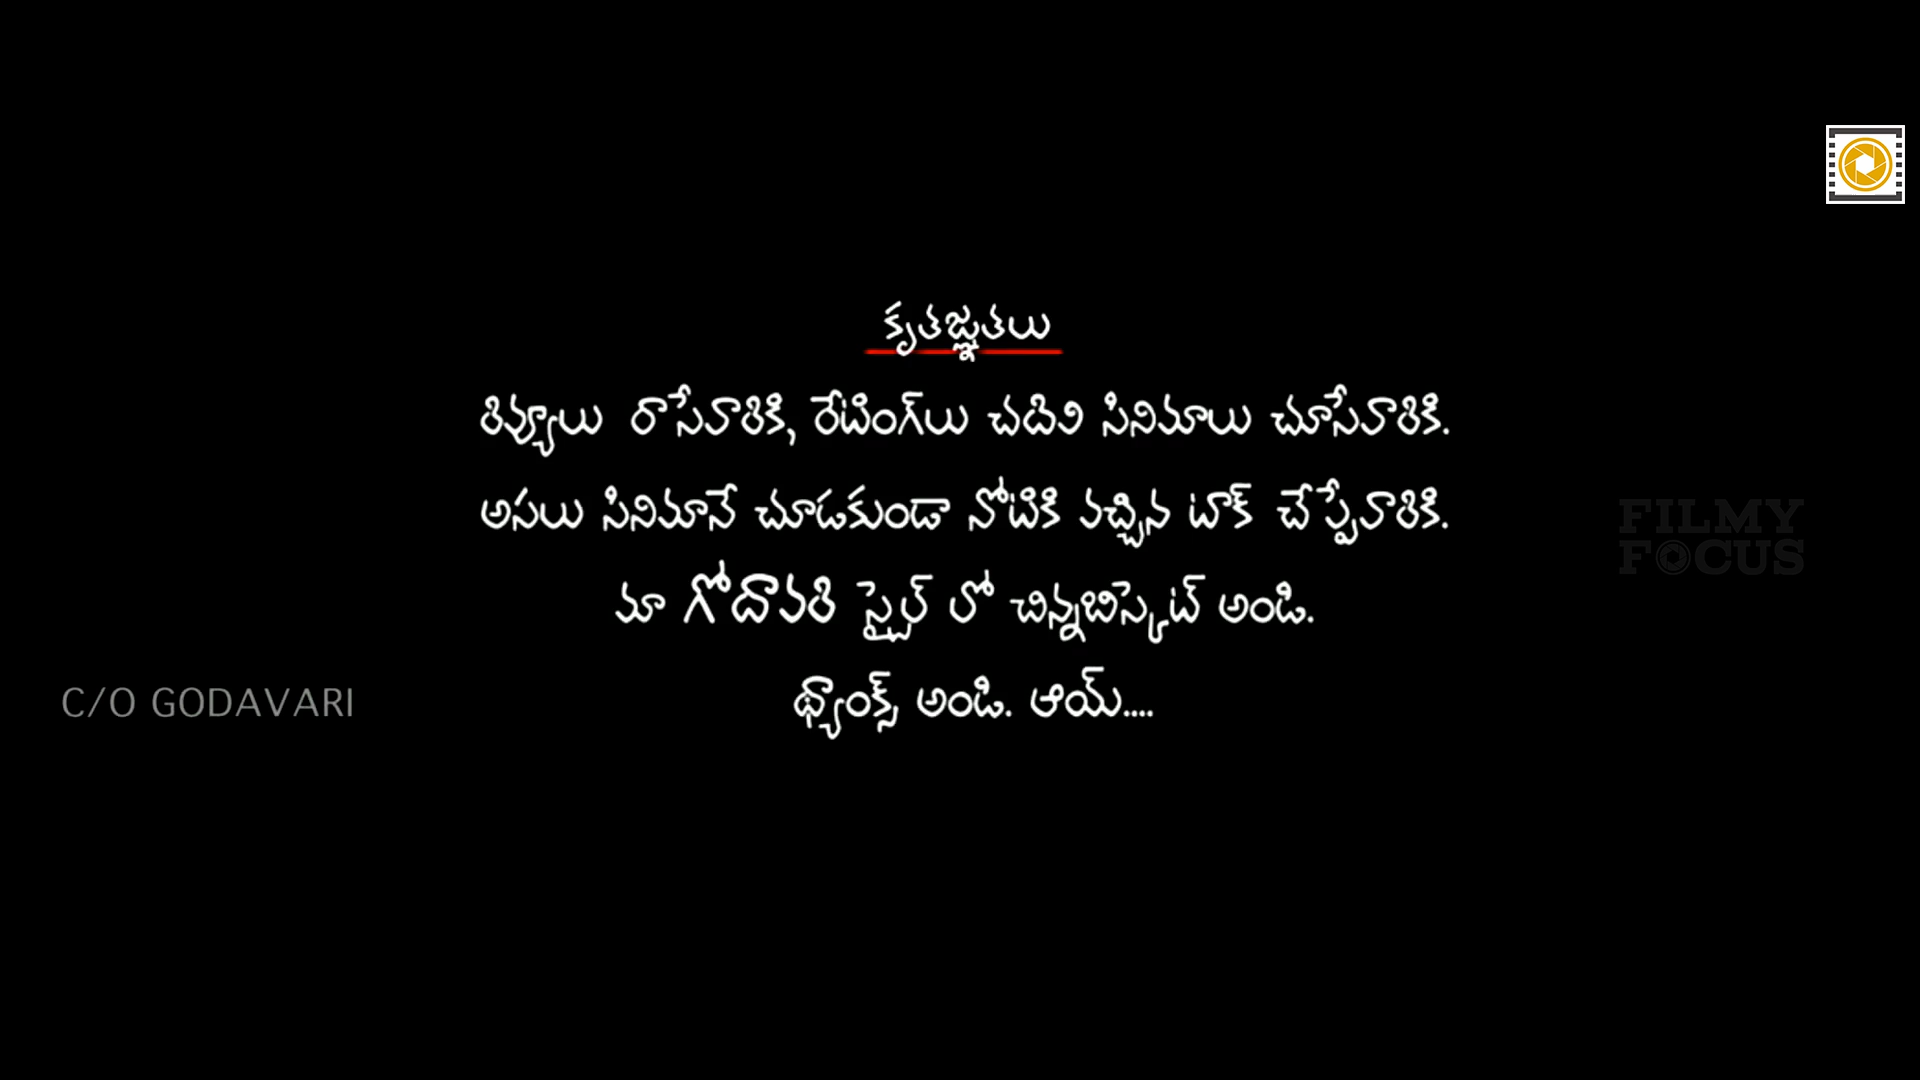 కృతజ్ఞతలు
రివ్యూలు రాసేవారికి, రేటింగ్‌లు చదివి సినిమాలు చూసేవారికి.
అసలు సినిమానే చూడకుండా నోటికి వచ్చిన టాక్ చేప్పేవారికి.
FILMY
FOCUS
మా గోదావరి స్టైల్ లో చిన్నబిస్కెట్ అండి.
C/O GODAVARI
థ్యాంక్స్ అండి. ఆయ్....